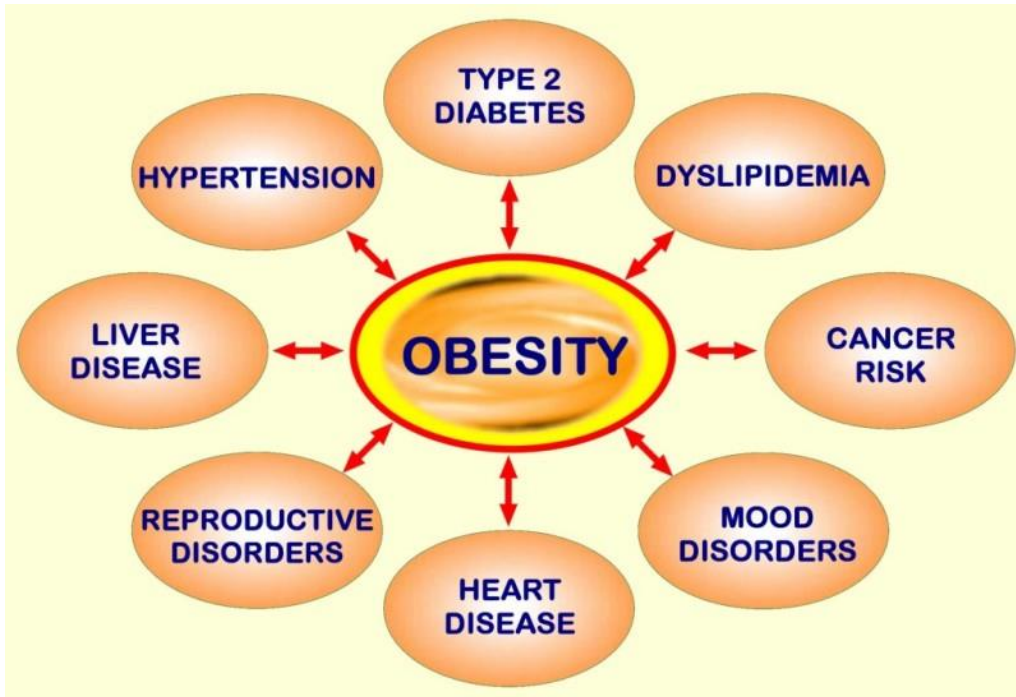 TYPE 2
DIABETES
HYPERTENSION
DYSLIPIDEMIA
LIVER
DISEASE
OBESITY
CANCER
RISK
REPRODUCTIVE
DISORDERS
MOOD
DISORDERS
HEART
DISEASE